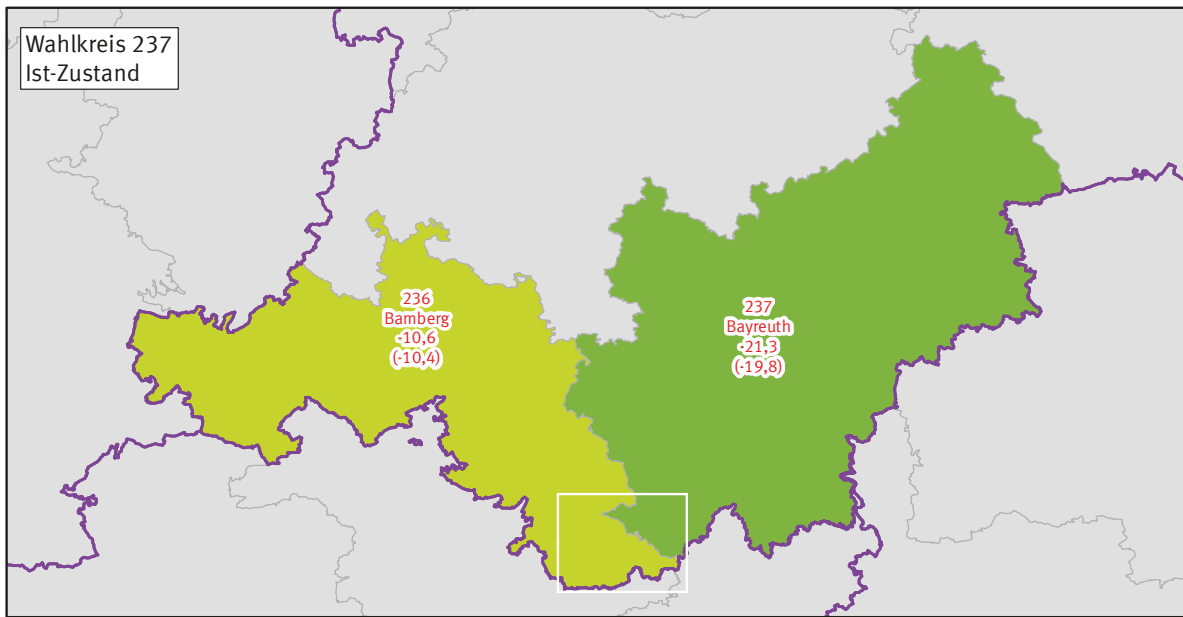 Wahlkreis 237
Ist-Zustand
236
Bamberg
-10,6
(-10,4)
237
Bayreuth
-21,3
(-19,8)